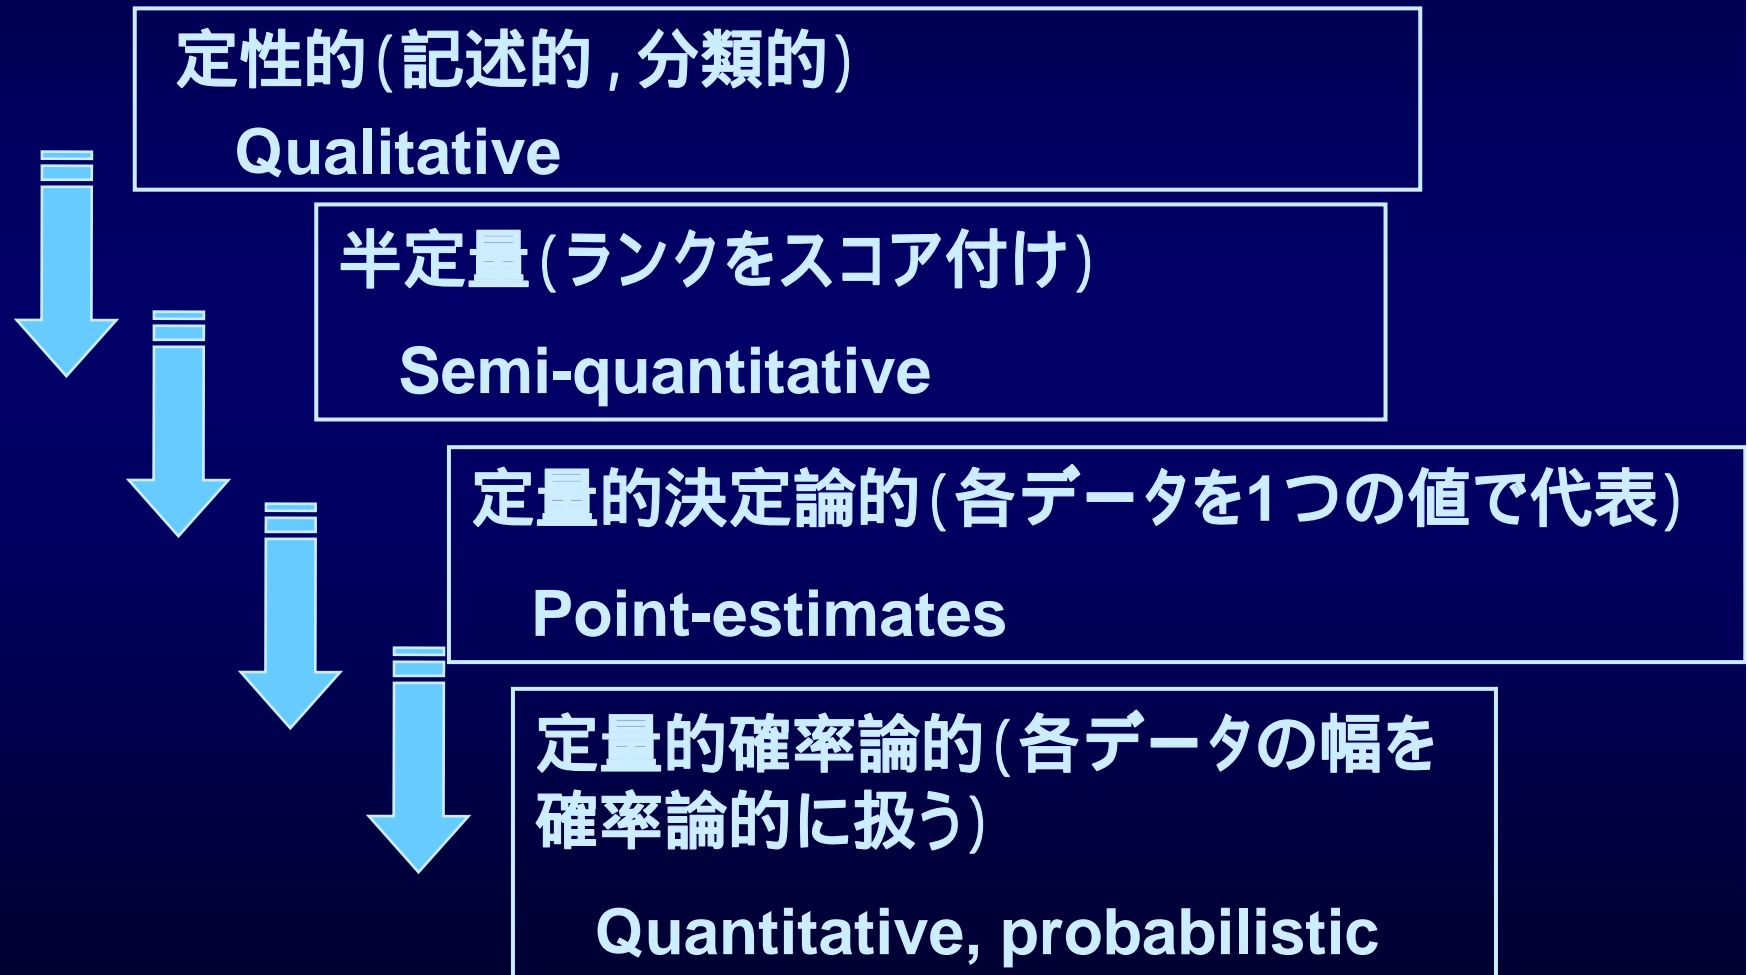 定性的(記述的,分類的)
Qualitative
半定量(ランクをスコア付け)
Semi-quantitative
定量的決定論的(各データを1つの値で代表)
Point-estimates
定量的確率論的(各データの幅を
確率論的に扱う)
Quantitative, probabilistic